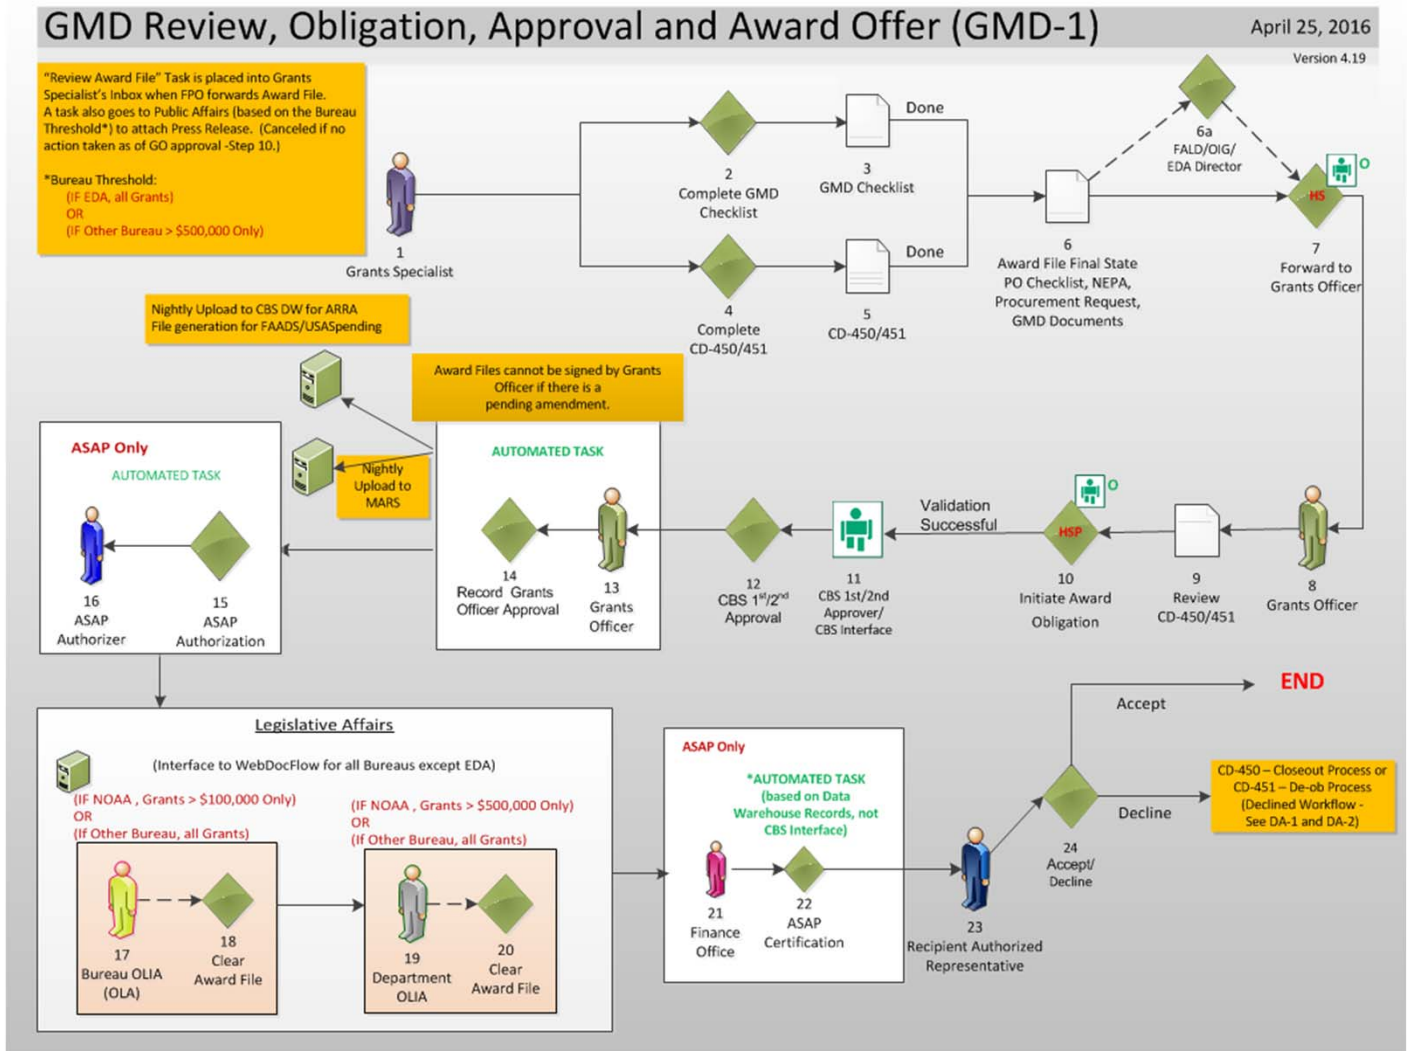 GMD Review, Obligation, Approval and Award Offer (GMD-1)
April 25, 2016
Version 4.19
“Review Award File” Task is placed into Grants
Specialist’s Inbox when FPO forwards Award File.
A task also goes to Public Affairs (based on the Bureau
Threshold*) to attach Press Release.  (Canceled if no
action taken as of GO approval -Step 10.)
*Bureau Threshold:
(IF EDA, all Grants)
OR
(IF Other Bureau > $500,000 Only)
1
Grants Specialist
2
Complete GMD
Checklist
3
GMD Checklist
Done
4
Complete
CD-450/451
5
CD-450/451
Done
6
Award File Final State
PO Checklist, NEPA,
Procurement Request,
GMD Documents
6a
FALD/OIG/
EDA Director
O
HS
7
Forward to
Grants Officer
Nightly Upload to CBS DW for ARRA
File generation for FAADS/USASpending
Award Files cannot be signed by Grants
Officer if there is a
pending amendment.
Nightly
Upload to
MARS
ASAP Only
AUTOMATED TASK
16
ASAP
Authorizer
15
ASAP
Authorization
AUTOMATED TASK
14
Record Grants
Officer Approval
13
Grants
Officer
12
CBS 1st/2nd
Approval
11
CBS 1st/2nd
Approver/
CBS Interface
Validation
Successful
O
HSP
10
Initiate Award
Obligation
9
Review
CD-450/451
8
Grants Officer
Legislative Affairs
(Interface to WebDocFlow for all Bureaus except EDA)
(IF NOAA , Grants > $100,000 Only)
OR
(If Other Bureau, all Grants)
(IF NOAA , Grants > $500,000 Only)
OR
(If Other Bureau, all Grants)
17
Bureau OLIA
(OLA)
18
Clear
Award File
19
Department
OLIA
20
Clear
Award File
ASAP Only
*AUTOMATED TASK
(based on Data
Warehouse Records, not
CBS Interface)
21
Finance
Office
22
ASAP
Certification
23
Recipient Authorized
Representative
24
Accept/
Decline
Accept
END
Decline
CD-450 – Closeout Process or
CD-451 – De-ob Process
(Declined Workflow -
See DA-1 and DA-2)